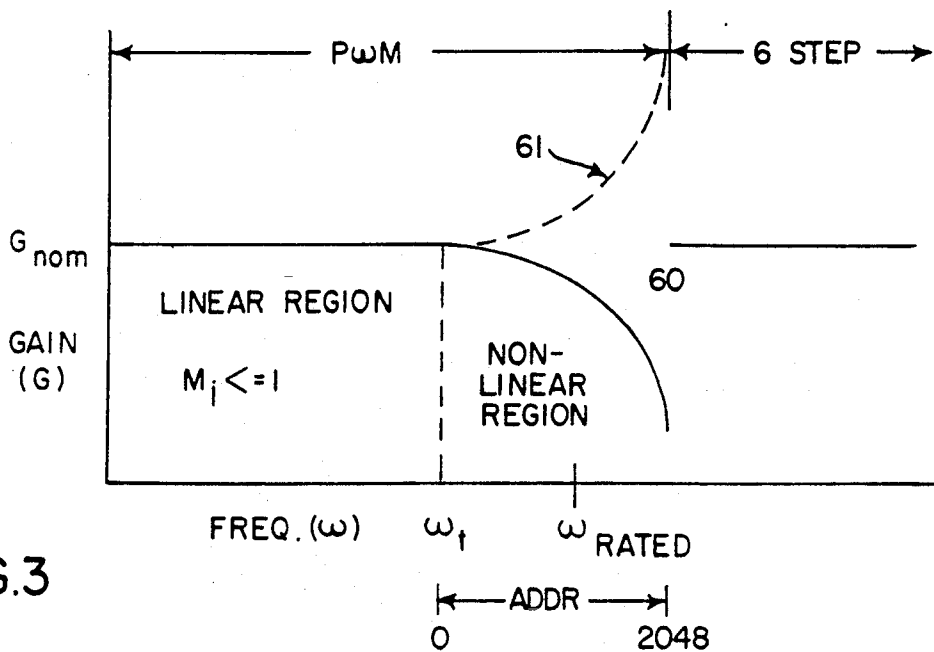 PωM
6 STEP
61
G nom
60
LINEAR REGION
GAIN
(G)
Mi <= 1
NON-
LINEAR
REGION
FREQ. (ω)
ωt
ω RATED
G.3
ADDR
0
2048